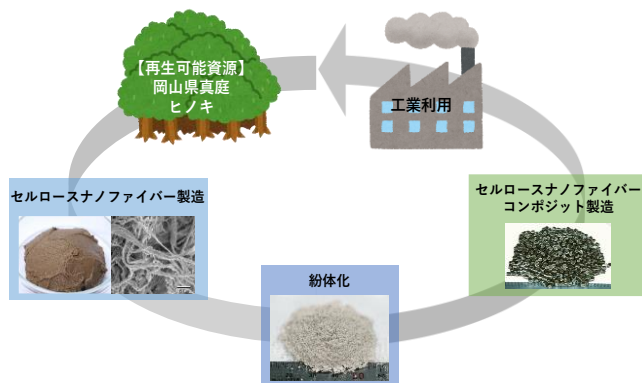 【再生可能資源】
岡山県真庭
ヒノキ
工業利用
セルロースナノファイバー製造
セルロースナノファイバー
コンポジット製造
紛体化